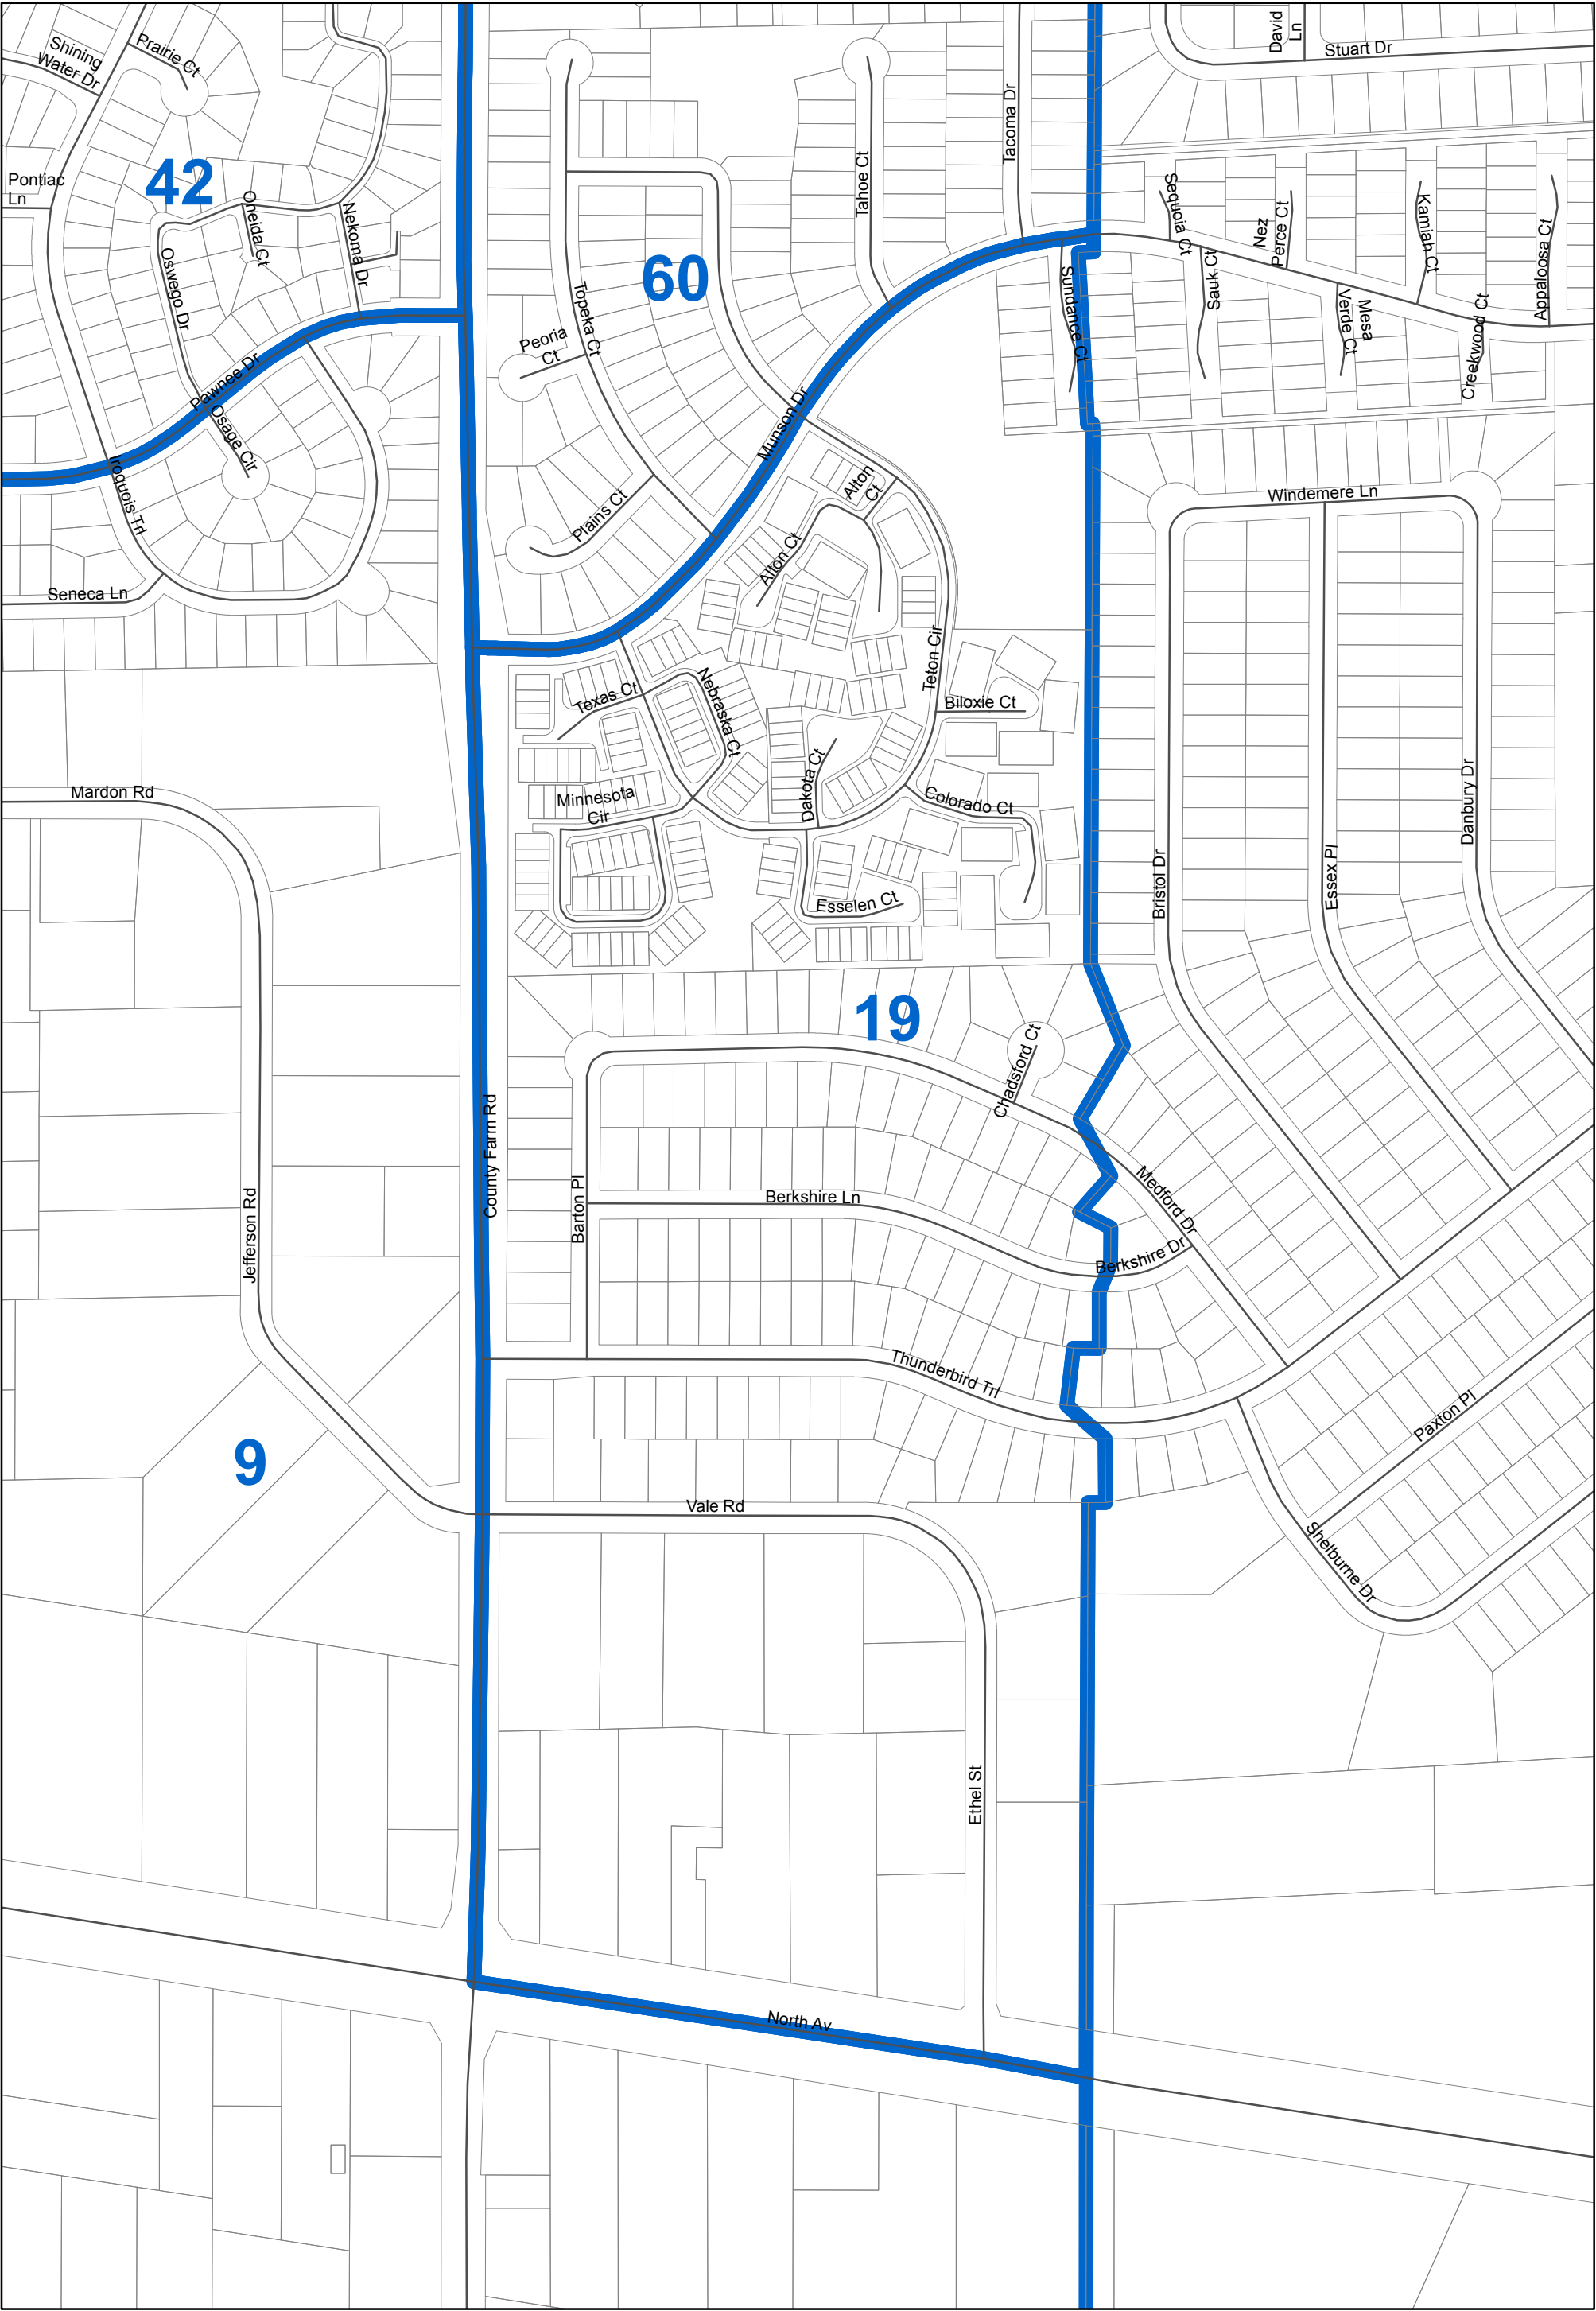 Shining
Water Dr
Prairie Ct
David
Ln
Stuart Dr
42
Pontiac
Ln
Oneida Ct
Nekoma Dr
Oswego Dr
Tahoe Ct
Tacoma Dr
Sequoia Ct
Nez
Perce Ct
Kamiah Ct
Appaloosa Ct
60
Topeka Ct
Peoria
Ct
Sundance Ct
Sauk Ct
Mesa
Verde Ct
Creekwood Ct
Pawnee Dr
Osage Cir
Munson Dr
Iroquois Trl
Plains Ct
Alton
Ct
Alton Ct
Windemere Ln
Seneca Ln
Texas Ct
Nebraska Ct
Teton Cir
Biloxie Ct
Mardon Rd
Minnesota
Cir
Dakota Ct
Colorado Ct
Danbury Dr
Essex Pl
Bristol Dr
Esselen Ct
19
Chadsford Ct
County Farm Rd
Jefferson Rd
Barton Pl
Berkshire Ln
Medford Dr
Berkshire Dr
Thunderbird Trl
Paxton Pl
9
Vale Rd
Shelburne Dr
Ethel St
North Av